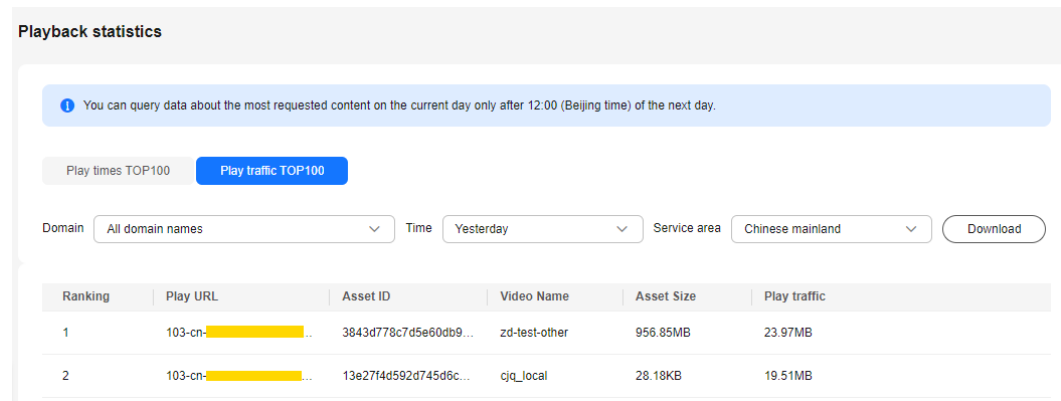 Playback statistics
You can query data about the most requested content on the current day only after 12:00 (Beijing time) of the next day.
Play times TOP100 Play traffic TOP100
Domain All domain names Time Yesterday Service area Chinese mainland Download
Ranking Play URL Asset ID Video Name Asset Size Play traffic
1 103-cn- ... 3843d778c7d5e60db9... zd-test-other 956.85MB 23.97MB
2 103-cn- ... 13e27f4d592d745d6c... cjq_local 28.18KB 19.51MB